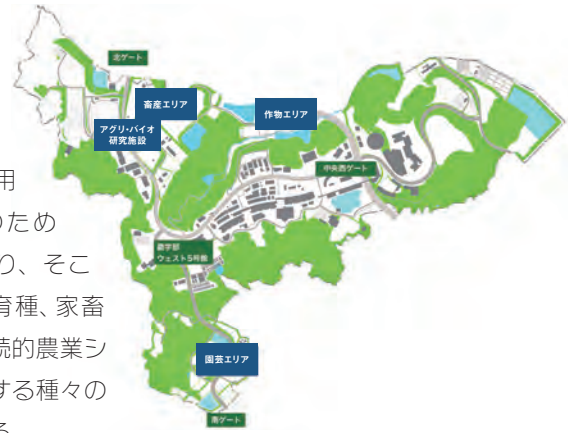 北ゲート
畜産エリア
アグリ・バイオ
研究施設
作物エリア
中央西ゲート
農学部
ウエスト5号館
園芸エリア
南ゲート
用
のため
り、そこ
育種、家畜
続的農業シ
する種々の
る。